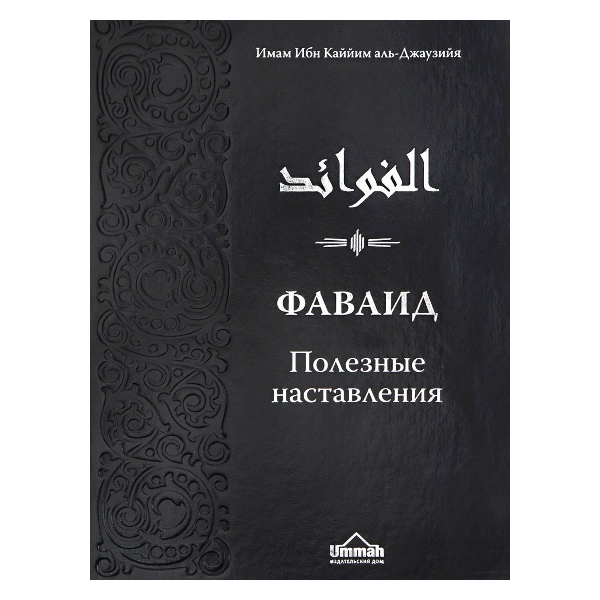 Имам Ибн Каййим аль-Джаузийя
الفوائد
ФАВАИД
Полезные
наставления
Ummah
ИЗДАТЕЛЬСКИЙ ДОМ